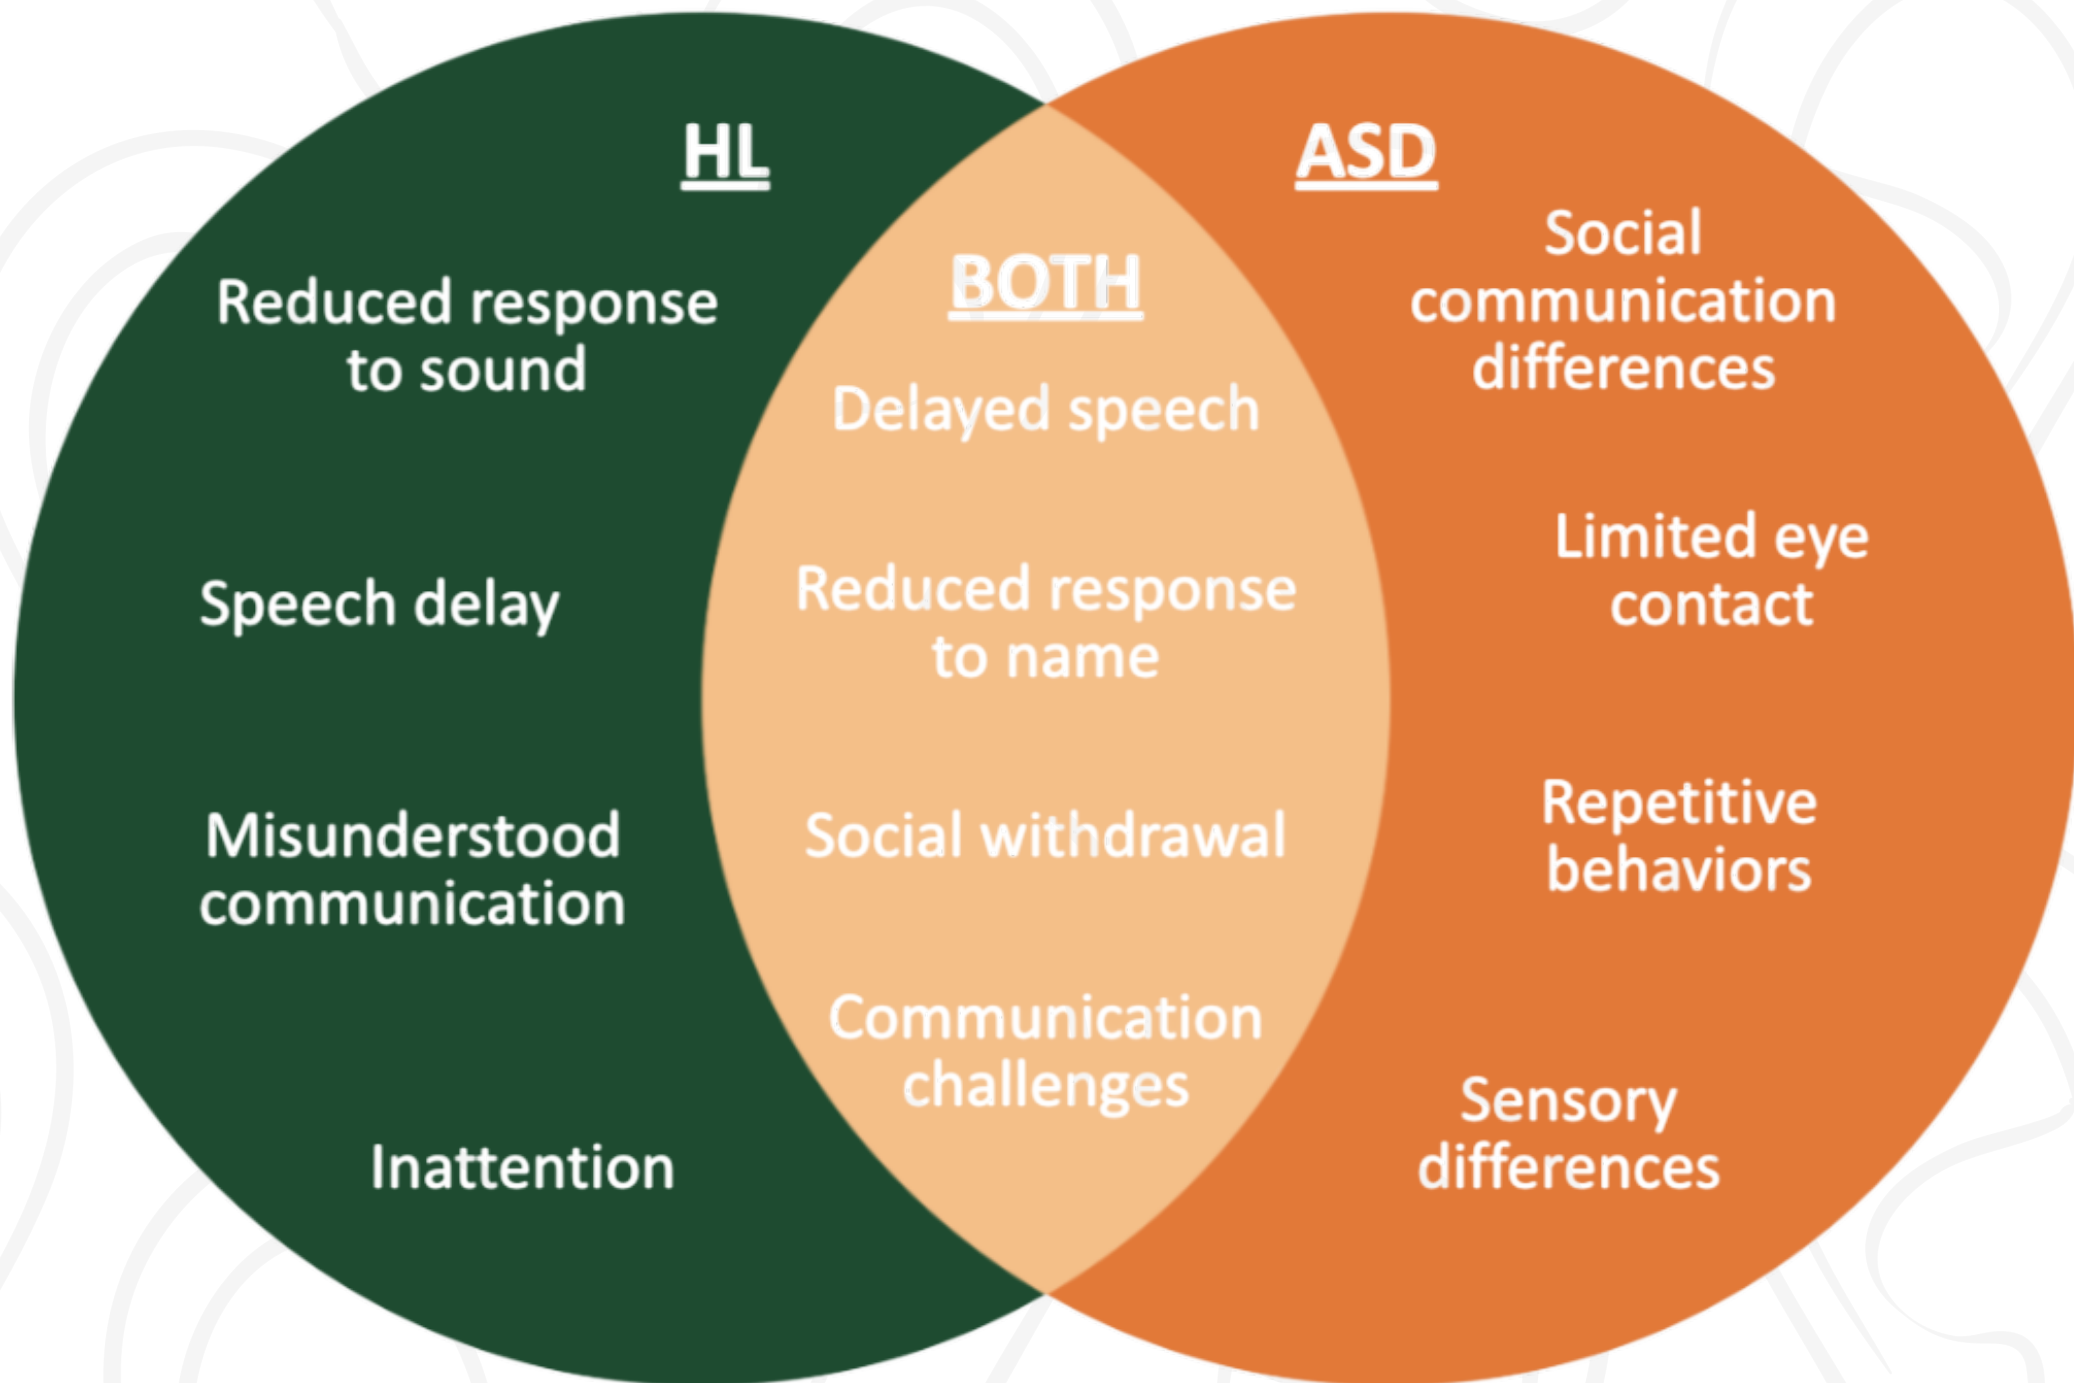 HL
Reduced response
to sound
Speech delay
Misunderstood
communication
Inattention
BOTH
Delayed speech
Reduced response
to name
Social withdrawal
Communication
challenges
ASD
Social
communication
differences
Limited eye
contact
Repetitive
behaviors
Sensory
differences